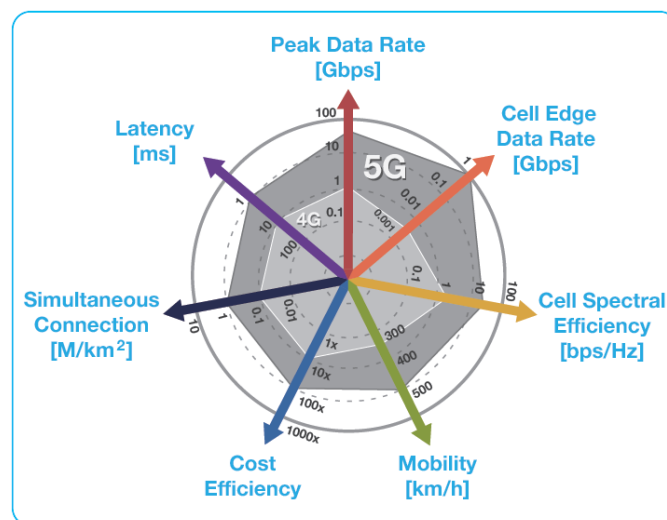 Peak Data Rate
[Gbps]
Latency
[ms]
Cell Edge
Data Rate
[Gbps]
100
10
1
0.1
5G
4G
1
0.1
0.01
0.001
1
10
100
Simultaneous
Connection
[M/km²]
10
1
0.1
0.01
0.1
1
10
100
Cell Spectral
Efficiency
[bps/Hz]
1x
10x
100x
1000x
300
400
500
Cost
Efficiency
Mobility
[km/h]